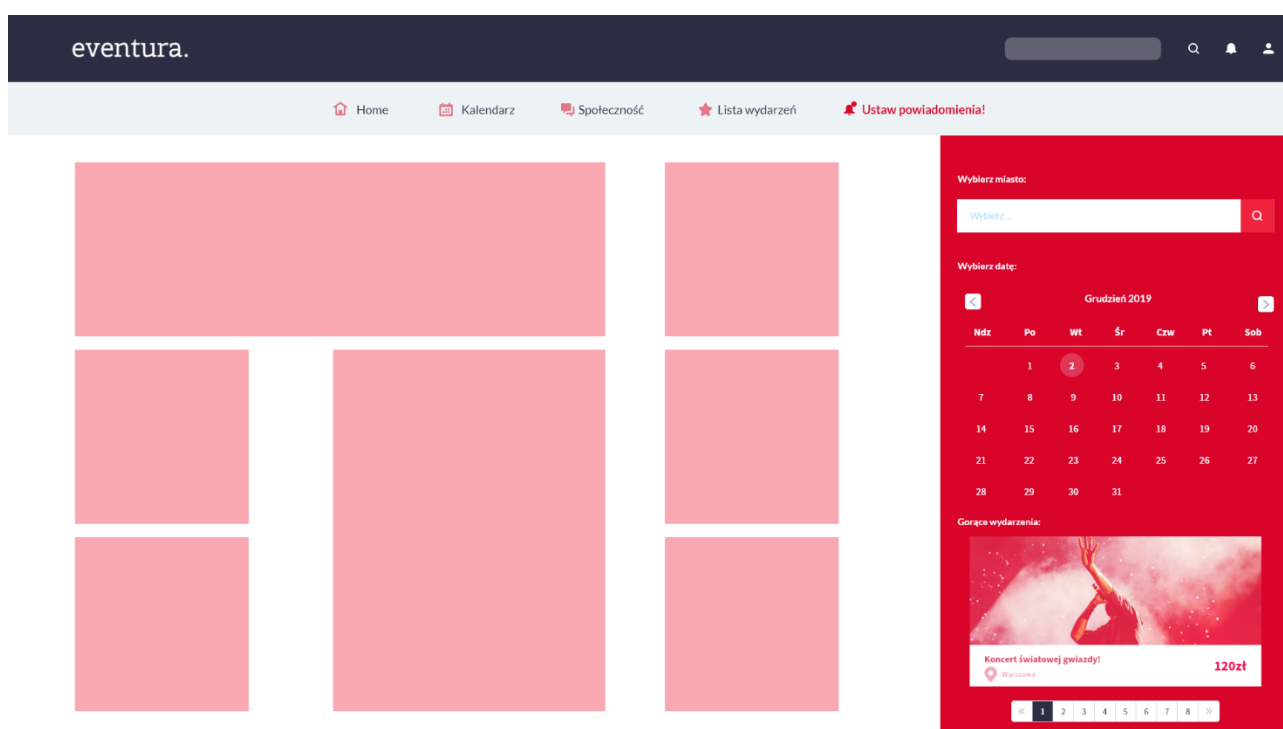 eventura.
Home Kalendarz Społeczność Lista wydarzeń Ustaw powiadomienia!
Wybierz miasto:
Wybierz...
Wybierz datę:
Grudzień 2019
Ndz Po Wt Śr Czw Pt Sob
1 2 3 4 5 6
7 8 9 10 11 12 13
14 15 16 17 18 19 20
21 22 23 24 25 26 27
28 29 30 31
Gorące wydarzenia:
Koncert światowej gwiazdy!
Warszawa
120zł
« 1 2 3 4 5 6 7 8 »